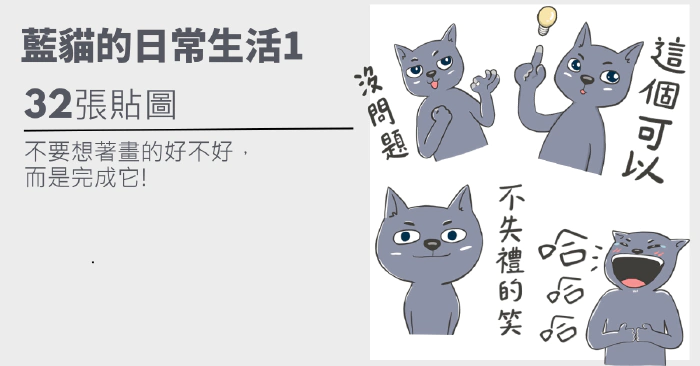 藍貓的日常生活1
32張貼圖
不要想著畫的好不好，
而是完成它!
沒問題
這個可以
不失禮的笑
哈
哈
哈